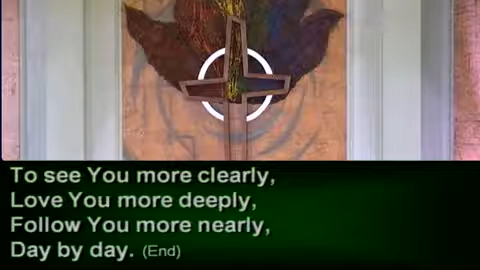 To see You more clearly,
Love You more deeply,
Follow You more nearly,
Day by day. (End)